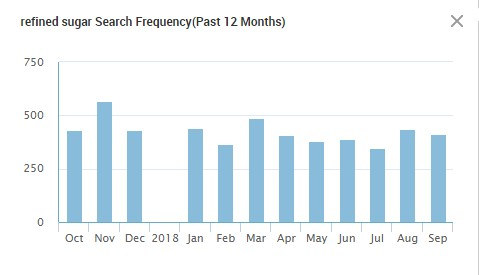 refined sugar Search Frequency(Past 12 Months)
750
500
250
0
Oct Nov Dec 2018 Jan Feb Mar Apr May Jun Jul Aug Sep